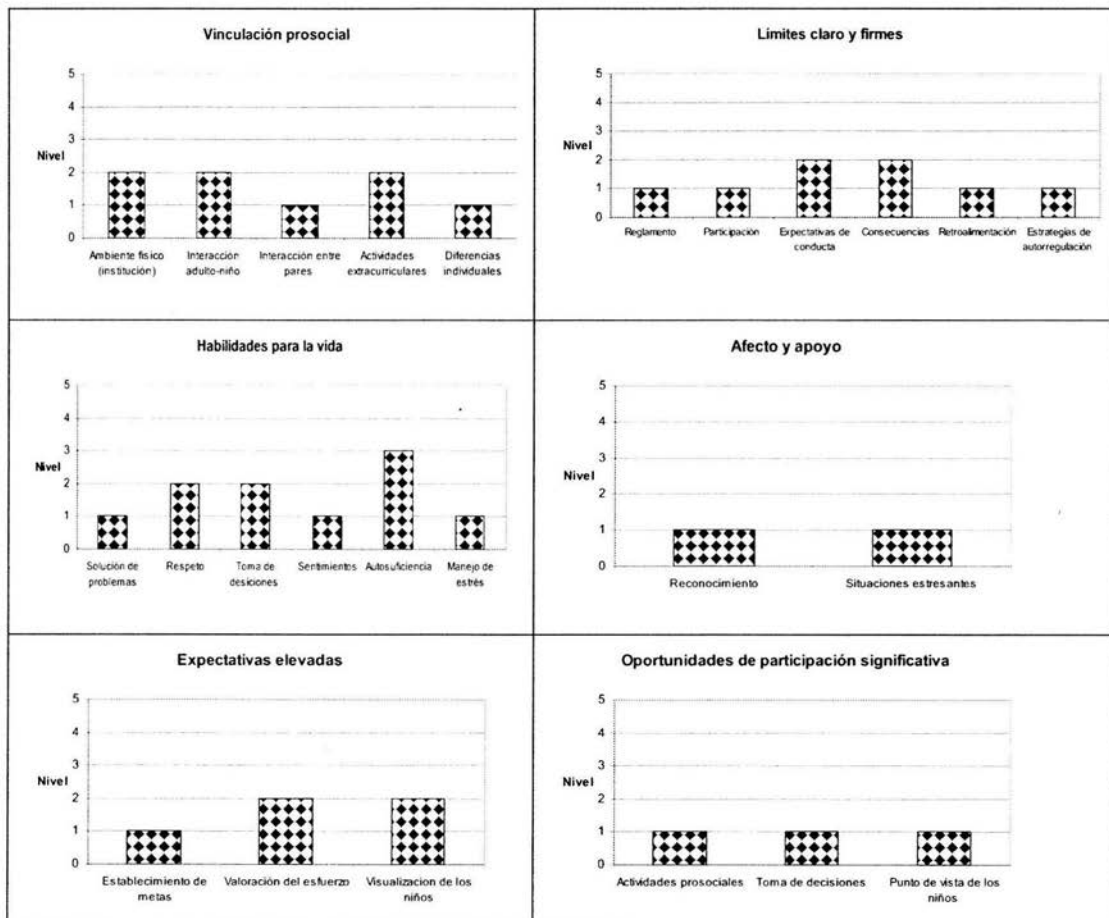 Vinculación prosocial
5
4
3
Nivel
2
1
0
Ambiente fisico
(institución)
Interacción
adulto-niño
Interacción entre
pares
Actividades
extracurriculares
Diferencias
individuales
Limites claro y firmes
5
4
3
Nivel
2
1
0
Reglamento
Participación
Expectativas de
conducta
Consecuencias
Retroalimentación
Estrategias de
autorregulación
Habilidades para la vida
5
4
3
Nivel
2
1
0
Solución de
problemas
Respeto
Toma de
desiciones
Sentimientos
Autosuficiencia
Manejo de
estrés
Afecto y apoyo
5
4
3
Nivel
2
1
0
Reconocimiento
Situaciones estresantes
Expectativas elevadas
5
4
3
Nivel
2
1
0
Establecimiento de
metas
Valoración del esfuerzo
Visualizacion de los
niños
Oportunidades de participación significativa
5
4
3
Nivel
2
1
0
Actividades prosociales
Toma de decisiones
Punto de vista de los
niños